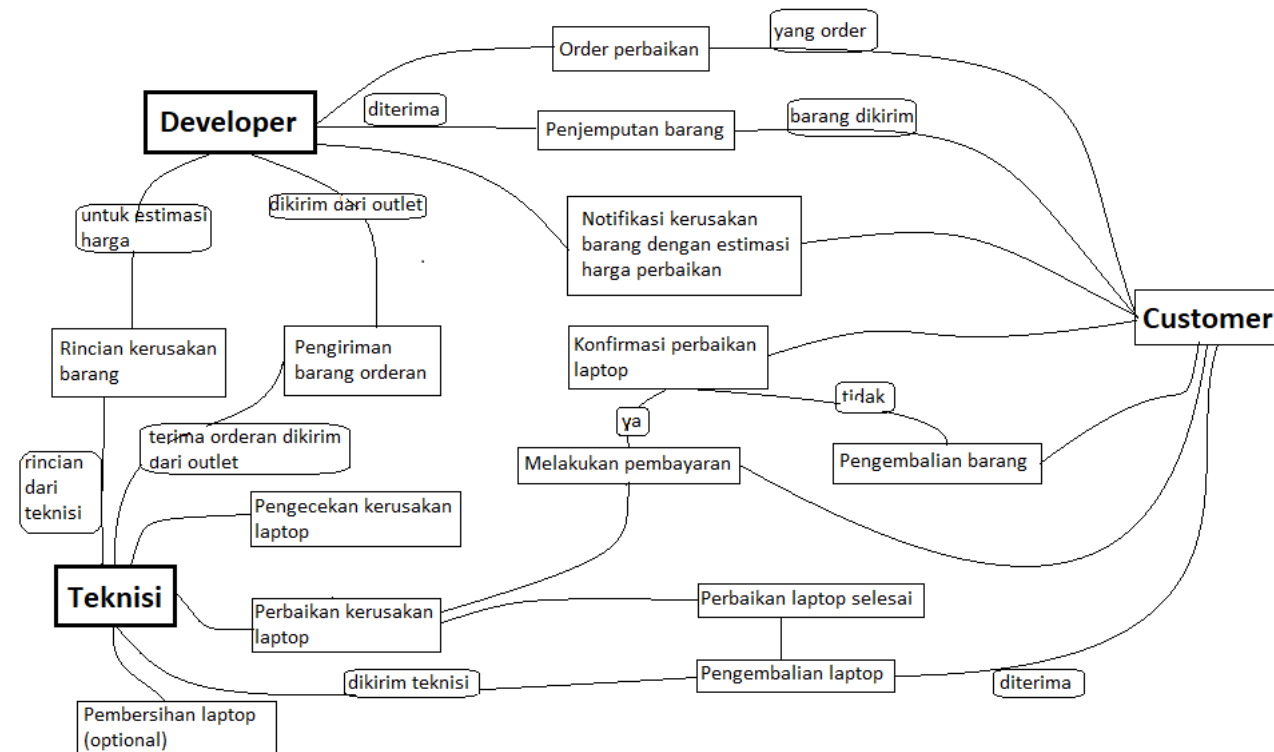 yang order
Order perbaikan
Developer
diterima
Penjemputan barang
barang dikirim
untuk estimasi
harga
dikirim dari outlet
Notifikasi kerusakan
barang dengan estimasi
harga perbaikan
Customer
Rincian kerusakan
barang
Pengiriman
barang orderan
Konfirmasi perbaikan
laptop
tidak
ya
terima orderan dikirim
dari outlet
rincian
dari
teknisi
Melakukan pembayaran
Pengembalian barang
Pengecekan kerusakan
laptop
Teknisi
Perbaikan kerusakan
laptop
Perbaikan laptop selesai
dikirim teknisi
Pengembalian laptop
diterima
Pembersihan laptop
(optional)